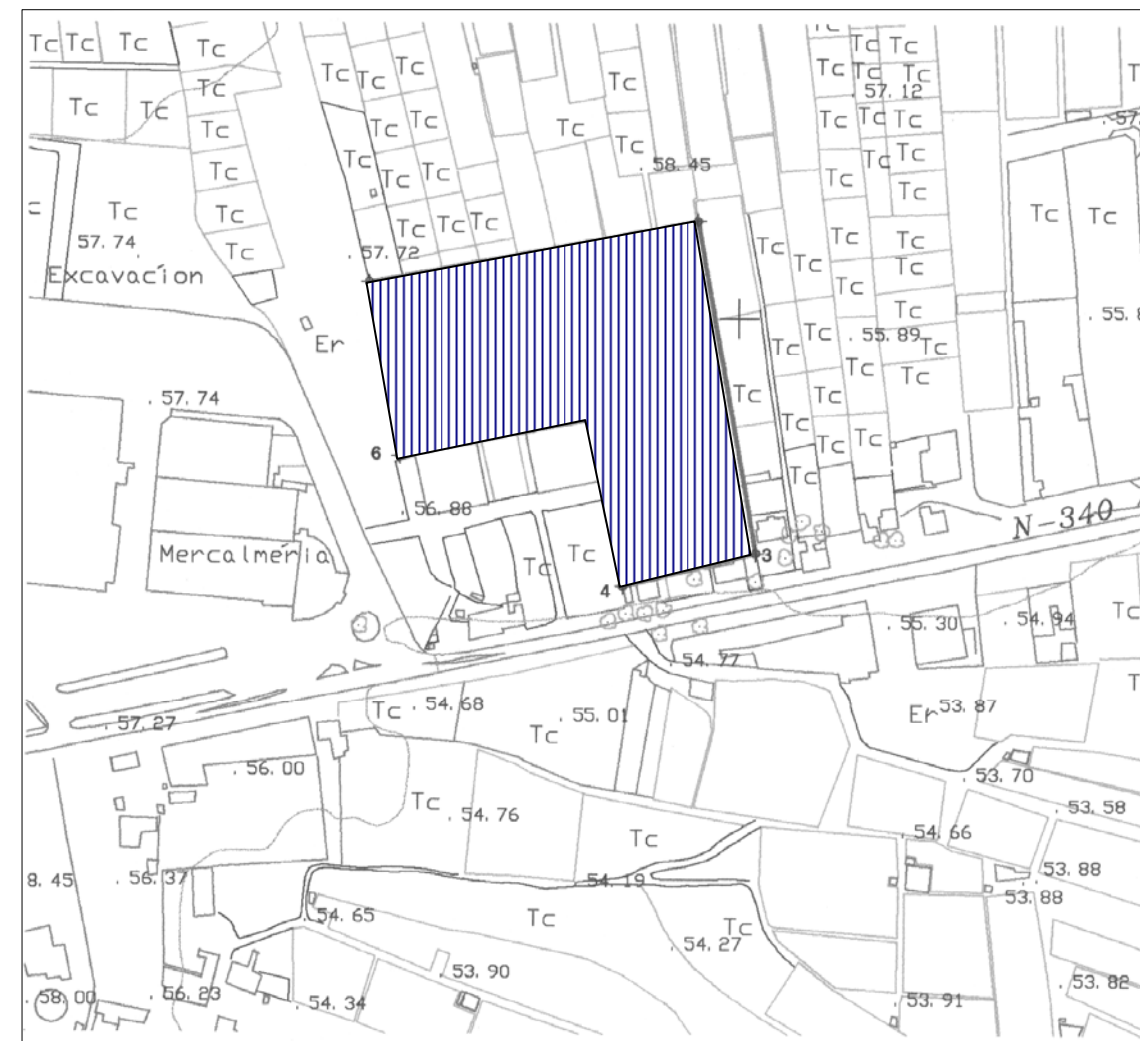 Tc Tc Tc
Tc Tc Tc
Tc Tc Tc Tc Tc
Tc Tc Tc Tc
57.12
Tc Tc Tc Tc Tc
Tc Tc Tc Tc
Tc Tc Tc Tc
58.45
Tc Tc Tc Tc Tc
Tc Tc Tc Tc Tc Tc Tc
57.74
57.72
Tc Tc Tc Tc
Excavacion
Tc Tc
55.89
Er
Tc Tc Tc
Tc Tc
57.74
Tc Tc
Tc Tc Tc
6
56.88
Tc
N-340
Mercalmeria
Tc Tc
3
4
55.30
54.94
Tc
54.77
Tc
54.68
55.01
Er
53.87
57.27
Tc
56.00
53.70
Tc
54.76
53.58
Tc
54.66
56.37
54.19
53.88
53.88
54.65
Tc
Tc
54.27
53.90
58.00
56.23
54.34
53.91
53.82